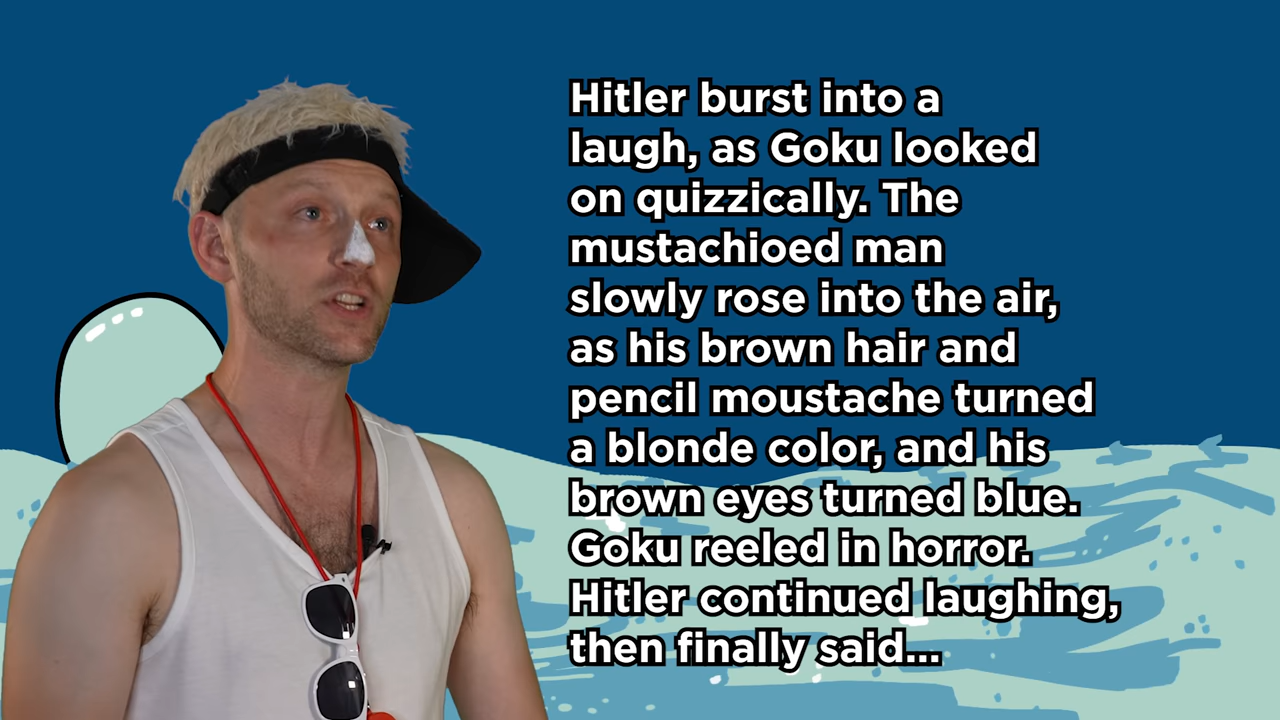 Hitler burst into a
laugh, as Goku looked
on quizzically. The
mustachioed man
slowly rose into the air,
as his brown hair and
pencil moustache turned
a blonde color, and his
brown eyes turned blue.
Goku reeled in horror.
Hitler continued laughing,
then finally said...